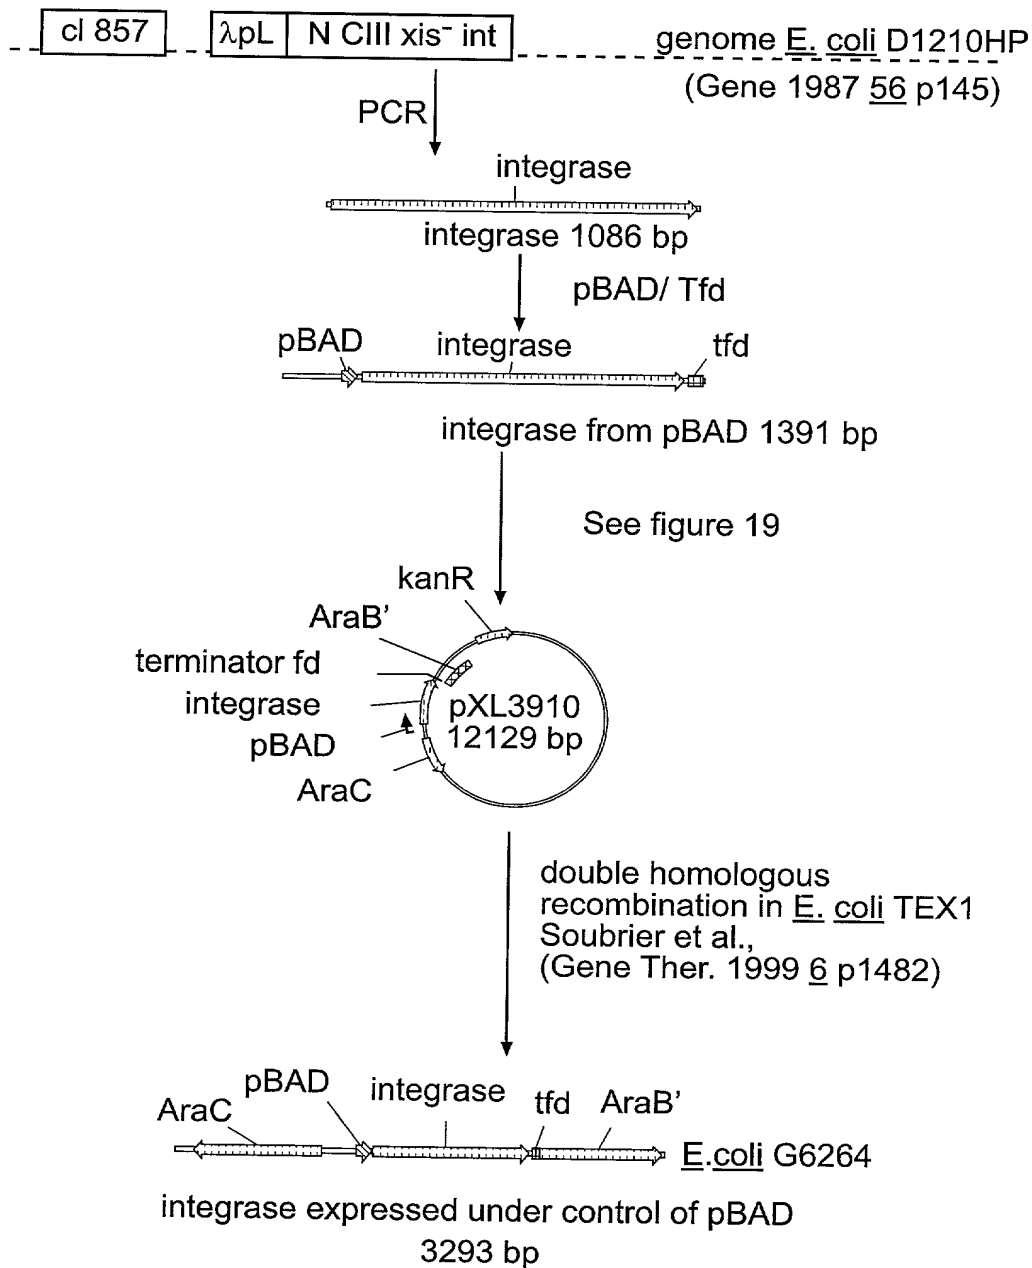 cl 857
λpL
N CIII xis⁻ int
genome E. coli D1210HP
(Gene 1987 56 p145)
PCR
integrase
integrase 1086 bp
pBAD/ Tfd
pBAD
integrase
tfd
integrase from pBAD 1391 bp
See figure 19
kanR
AraB'
terminator fd
integrase
pBAD
AraC
pXL3910
12129 bp
double homologous
recombination in E. coli TEX1
Soubrier et al.,
(Gene Ther. 1999 6 p1482)
AraC
pBAD
integrase
tfd
AraB'
E.coli G6264
integrase expressed under control of pBAD
3293 bp